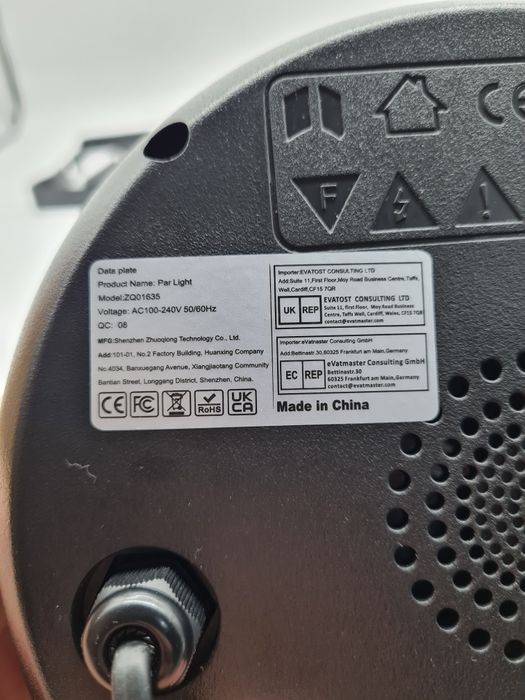 CE
F
Data plate
Product Name: Par Light
Model:ZQ01635
Voltage: AC100-240V 50/60Hz
QC: 08
MFG:Shenzhen Zhuoqiong Technology Co., Ltd.
Add:101-01, No.2 Factory Building, Huanxing Company
No.4034, Banxuegang Avenue, Xiangjiaotang Community
Bantian Street, Longgang District, Shenzhen, China.
CE FC RoHS UK CA
Importer:EVATOST CONSULTING LTD
Add:Suite 11,First Floor,Moy Road Business Centre,Taffs
Well,Cardiff,CF15 7QR
UK REP
EVATOST CONSULTING LTD
Suite 11, first Floor, Moy Road Business
Centre, Taffs Well, Cardiff, Wales, CF15 7QR
contact@evatmaster.com
Importer:eVatmaster Consulting GmbH
Add:Bettinastr.30,60325 Frankfurt am Main,Germany
EC REP
eVatmaster Consulting GmbH
Bettinastr.30
60325 Frankfurt am Main,Germany
contact@evatmaster.com
Made in China